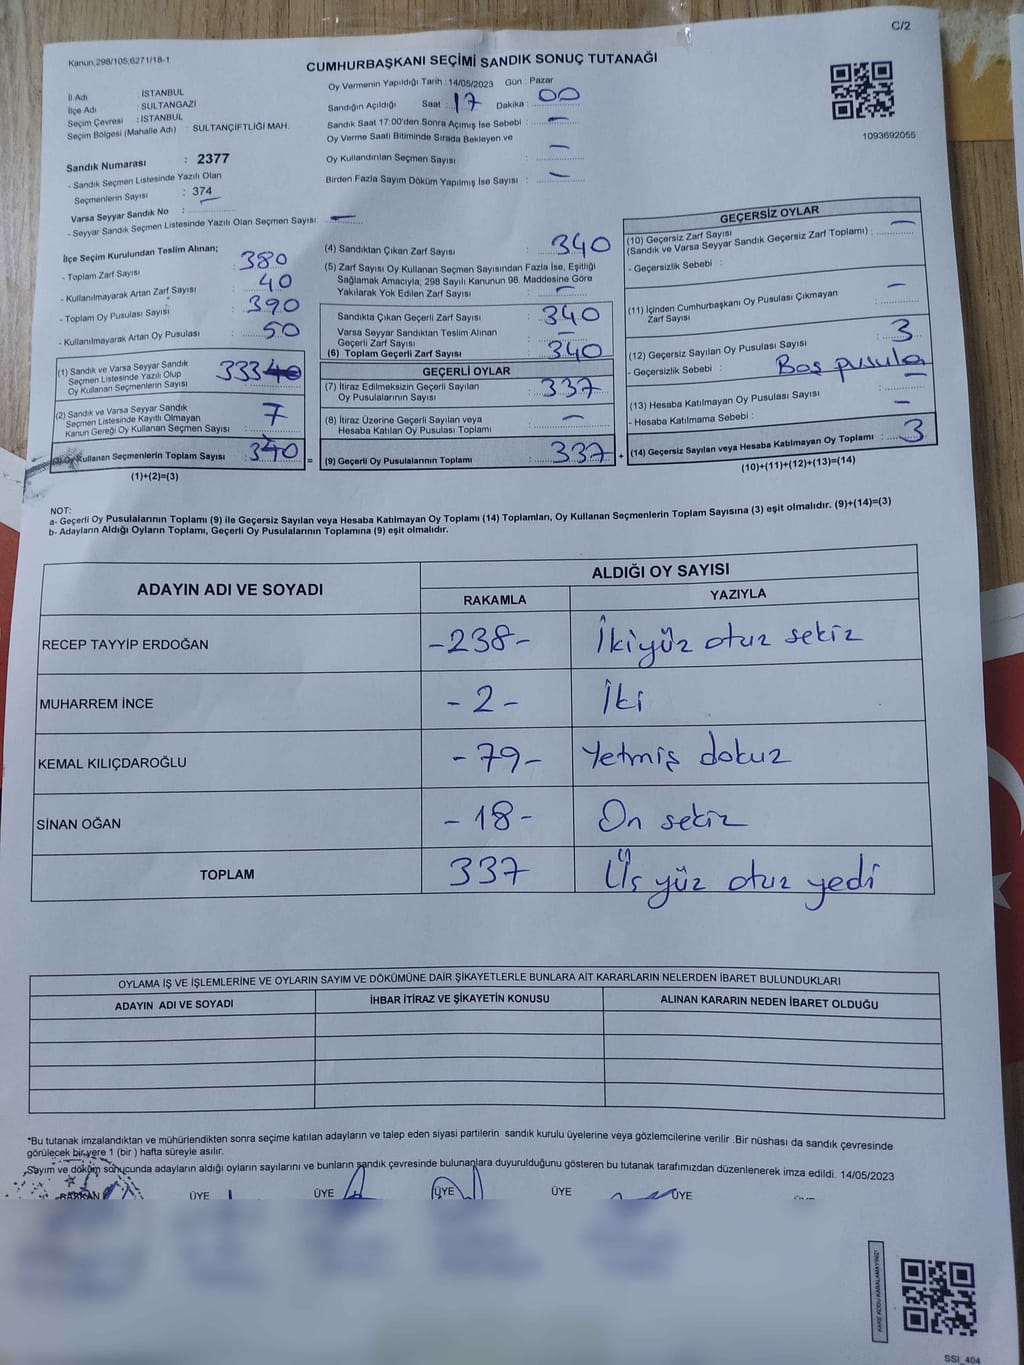 C/2
Kanun:298/105,6271/18-1
CUMHURBAŞKANI SEÇİMİ SANDIK SONUÇ TUTANAĞI
İl Adı : İSTANBUL
İlçe Adı : SULTANGAZİ
Seçim Çevresi : İSTANBUL
Seçim Bölgesi (Mahalle Adı) : SULTANÇİFTLİĞİ MAH.
Sandık Numarası : 2377
- Sandık Seçmen Listesinde Yazılı Olan
Seçmenlerin Sayısı : 374
Varsa Seyyar Sandık No :
- Seyyar Sandık Seçmen Listesinde Yazılı Olan Seçmen Sayısı: —
Oy Vermenin Yapıldığı Tarih : 14/05/2023 Gün : Pazar
Sandığın Açıldığı Saat : 17 Dakika : 00
Sandık Saat 17:00'den Sonra Açımış İse Sebebi : —
Oy Verme Saati Bitiminde Sırada Bekleyen ve
Oy Kullandırılan Seçmen Sayısı : —
Birden Fazla Sayım Döküm Yapılmış İse Sayısı : —
1093692055
İlçe Seçim Kurulundan Teslim Alınan;
- Toplam Zarf Sayısı : 380
- Kullanılmayarak Artan Zarf Sayısı : 40
- Toplam Oy Pusulası Sayısı : 390
- Kullanılmayarak Artan Oy Pusulası : 50
(1) Sandık ve Varsa Seyyar Sandık
Seçmen Listesinde Yazılı Olup
Oy Kullanan Seçmenlerin Sayısı : 333
(2) Sandık ve Varsa Seyyar Sandık
Seçmen Listesinde Kayıtlı Olmayan
Kanun Gereği Oy Kullanan Seçmen Sayısı : 7
(3) Oy Kullanan Seçmenlerin Toplam Sayısı : 340 =
(1)+(2)=(3)
(4) Sandıktan Çıkan Zarf Sayısı : 340
(5) Zarf Sayısı Oy Kullanan Seçmen Sayısından Fazla İse, Eşitliği
Sağlamak Amacıyla; 298 Sayılı Kanunun 98. Maddesine Göre
Yakılarak Yok Edilen Zarf Sayısı : —
Sandıkta Çıkan Geçerli Zarf Sayısı : 340
Varsa Seyyar Sandıktan Teslim Alınan
Geçerli Zarf Sayısı : —
(6) Toplam Geçerli Zarf Sayısı : 340
GEÇERLİ OYLAR
(7) İtiraz Edilmeksizin Geçerli Sayılan
Oy Pusulalarının Sayısı : 337
(8) İtiraz Üzerine Geçerli Sayılan veya
Hesaba Katılan Oy Pusulası Toplamı : —
(9) Geçerli Oy Pusulalarının Toplamı : 337 +
GEÇERSİZ OYLAR
(10) Geçersiz Zarf Sayısı
(Sandık ve Varsa Seyyar Sandık Geçersiz Zarf Toplamı) : —
- Geçersizlik Sebebi :
(11) İçinden Cumhurbaşkanı Oy Pusulası Çıkmayan
Zarf Sayısı : —
(12) Geçersiz Sayılan Oy Pusulası Sayısı : 3
- Geçersizlik Sebebi : Boş pusula
(13) Hesaba Katılmayan Oy Pusulası Sayısı : —
- Hesaba Katılmama Sebebi : —
(14) Geçersiz Sayılan veya Hesaba Katılmayan Oy Toplamı : 3
(10)+(11)+(12)+(13)=(14)
NOT:
a- Geçerli Oy Pusulalarının Toplamı (9) ile Geçersiz Sayılan veya Hesaba Katılmayan Oy Toplamı (14) Toplamları, Oy Kullanan Seçmenlerin Toplam Sayısına (3) eşit olmalıdır. (9)+(14)=(3)
b- Adayların Aldığı Oyların Toplamı, Geçerli Oy Pusulalarının Toplamına (9) eşit olmalıdır.
ADAYIN ADI VE SOYADI ALDIĞI OY SAYISI
RAKAMLA YAZIYLA
RECEP TAYYİP ERDOĞAN -238- İkiyüz otuz sekiz
MUHARREM İNCE -2- İki
KEMAL KILIÇDAROĞLU -79- Yetmiş dokuz
SİNAN OĞAN -18- On sekiz
TOPLAM 337 Üç yüz otuz yedi
OYLAMA İŞ VE İŞLEMLERİNE VE OYLARIN SAYIM VE DÖKÜMÜNE DAİR ŞİKAYETLERLE BUNLARA AİT KARARLARIN NELERDEN İBARET BULUNDUKLARI
ADAYIN ADI VE SOYADI İHBAR İTİRAZ VE ŞİKAYETİN KONUSU ALINAN KARARIN NEDEN İBARET OLDUĞU
*Bu tutanak imzalandıktan ve mühürlendikten sonra seçime katılan adayların ve talep eden siyasi partilerin sandık kurulu üyelerine veya gözlemcilerine verilir .Bir nüshası da sandık çevresinde
görülecek bir yere 1 (bir ) hafta süreyle asılır.
Sayım ve döküm sonucunda adayların aldığı oyların sayılarını ve bunların sandık çevresinde bulunanlara duyurulduğunu gösteren bu tutanak tarafımızdan düzenlenerek imza edildi. 14/05/2023
BAŞKAN ÜYE ÜYE ÜYE ÜYE ÜYE
KARE KODU KARALAMAYINIZ!
SSI_404